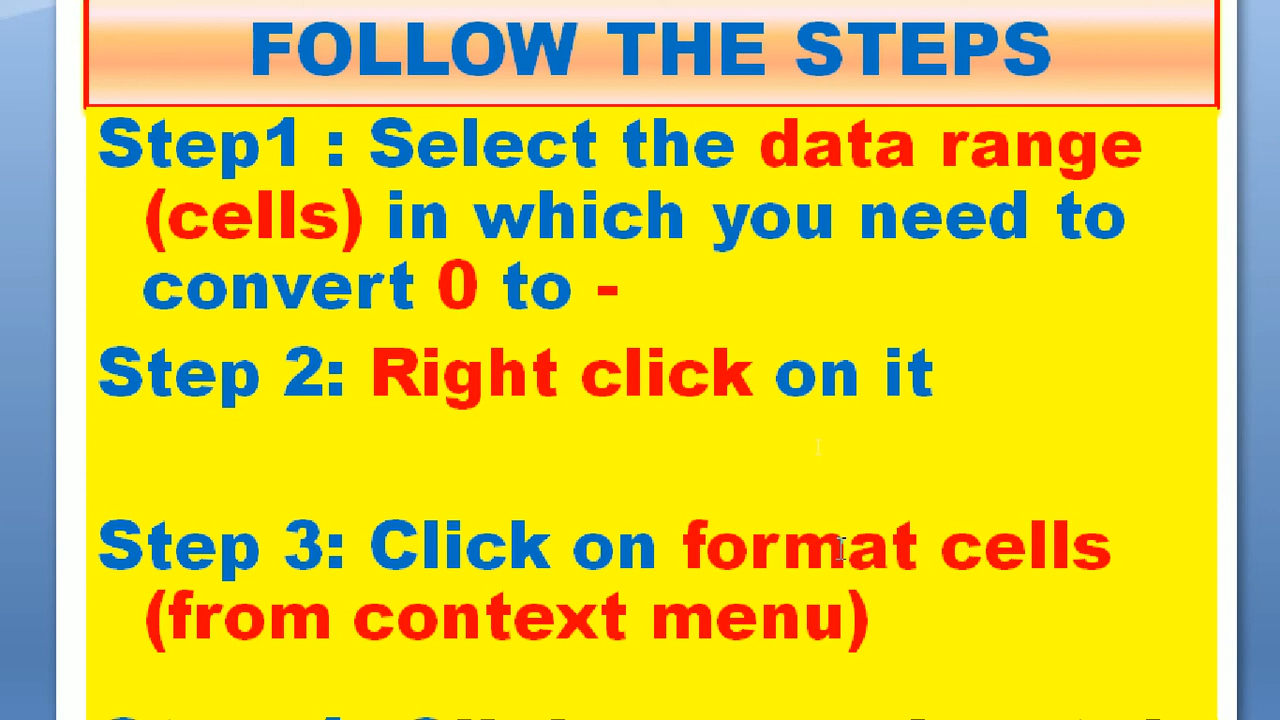 FOLLOW THE STEPS
Step1 : Select the data range
(cells) in which you need to
convert 0 to -
Step 2: Right click on it
Step 3: Click on format cells
(from context menu)